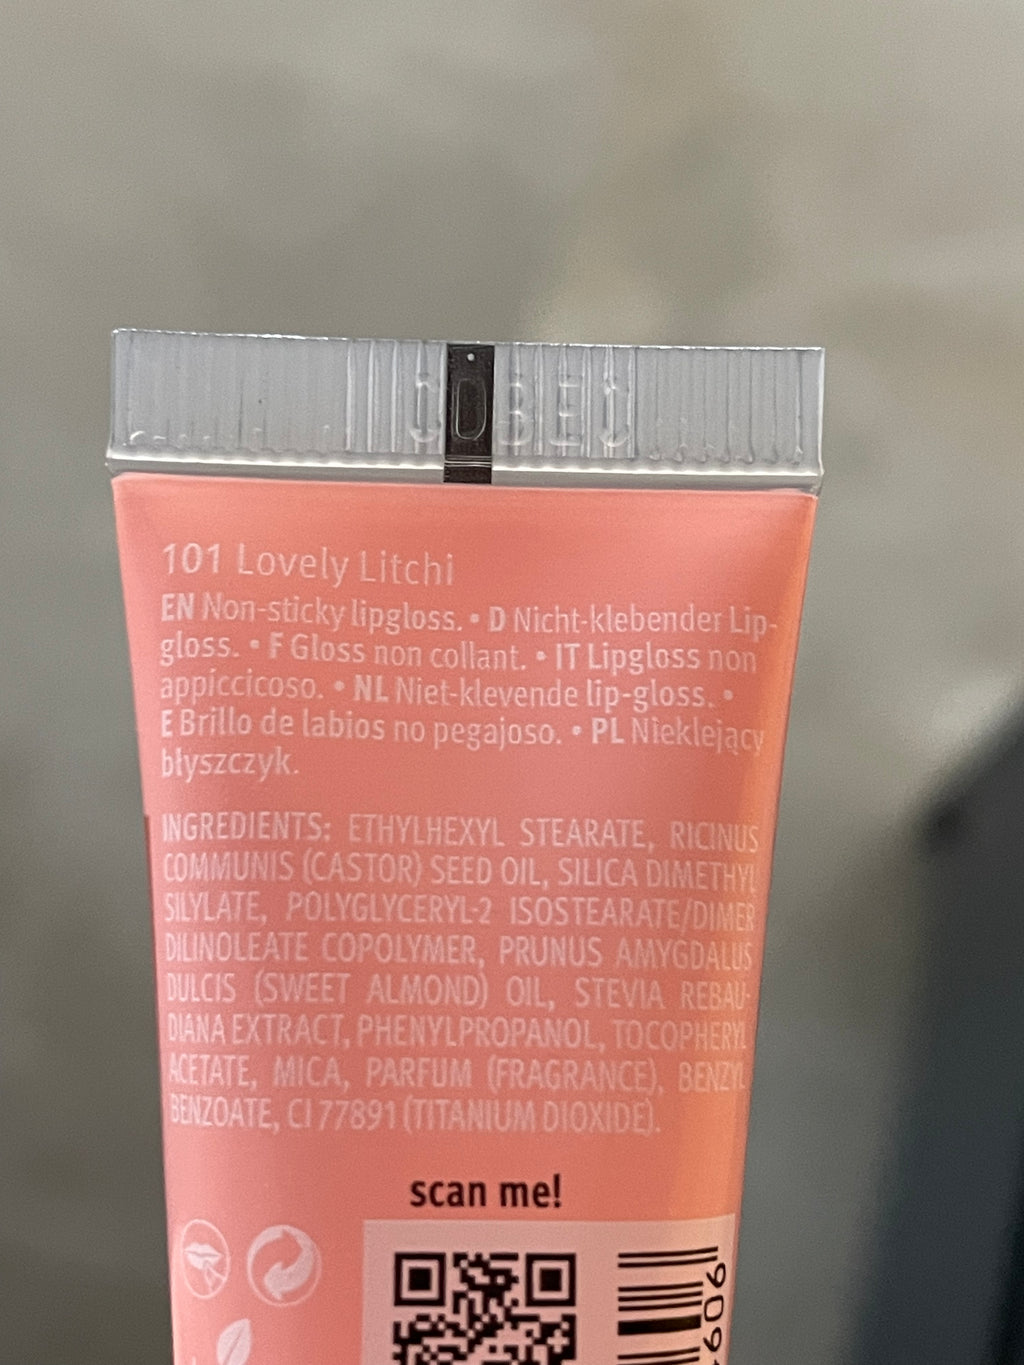 101 Lovely Litchi
EN Non-sticky lipgloss. • D Nicht-klebender Lip-
gloss. • F Gloss non collant. • IT Lipgloss non
appiccicoso. • NL Niet-klevende lip-gloss. •
E Brillo de labios no pegajoso. • PL Nieklejący
błyszczyk.
INGREDIENTS: ETHYLHEXYL STEARATE, RICINUS
COMMUNIS (CASTOR) SEED OIL, SILICA DIMETHYL
SILYLATE, POLYGLYCERYL-2 ISOSTEARATE/DIMER
DILINOLEATE COPOLYMER, PRUNUS AMYGDALUS
DULCIS (SWEET ALMOND) OIL, STEVIA REBAU-
DIANA EXTRACT, PHENYLPROPANOL, TOCOPHERYL
ACETATE, MICA, PARFUM (FRAGRANCE), BENZYL
BENZOATE, CI 77891 (TITANIUM DIOXIDE).
scan me!